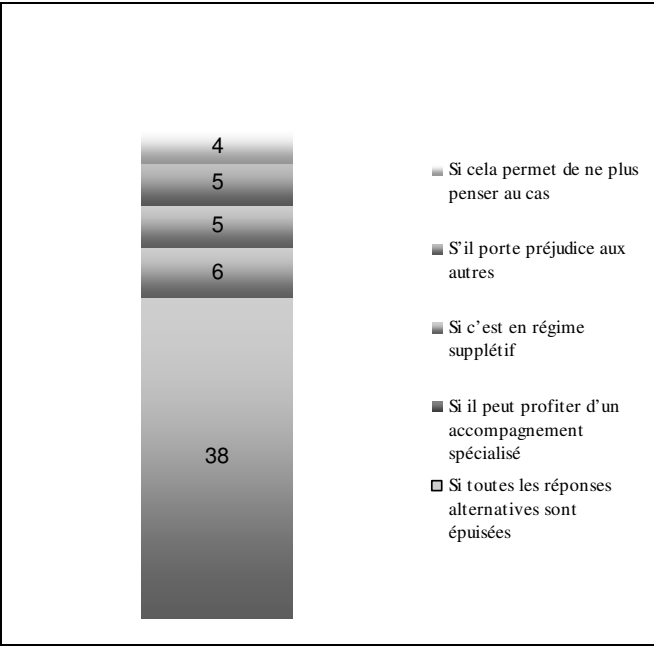 4
5
5
6
38
Si cela permet de ne plus
penser au cas
S’il porte préjudice aux
autres
Si c’est en régime
supplétif
Si il peut profiter d’un
accompagnement
spécialisé
Si toutes les réponses
alternatives sont
épuisées